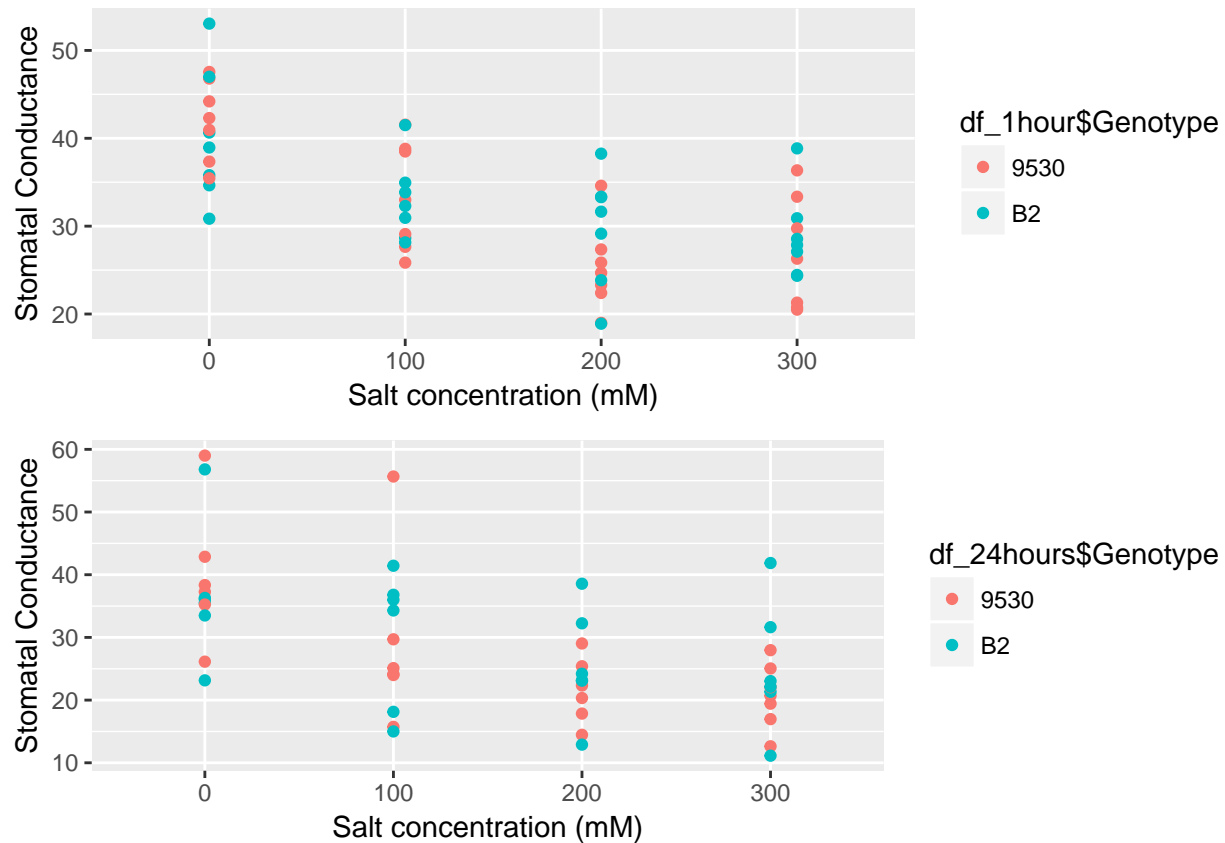 Stomatal Conductance
50
40
30
20
0 100 200 300
Salt concentration (mM)
df_1hour$Genotype
9530
B2
Stomatal Conductance
60
50
40
30
20
10
0 100 200 300
Salt concentration (mM)
df_24hours$Genotype
9530
B2